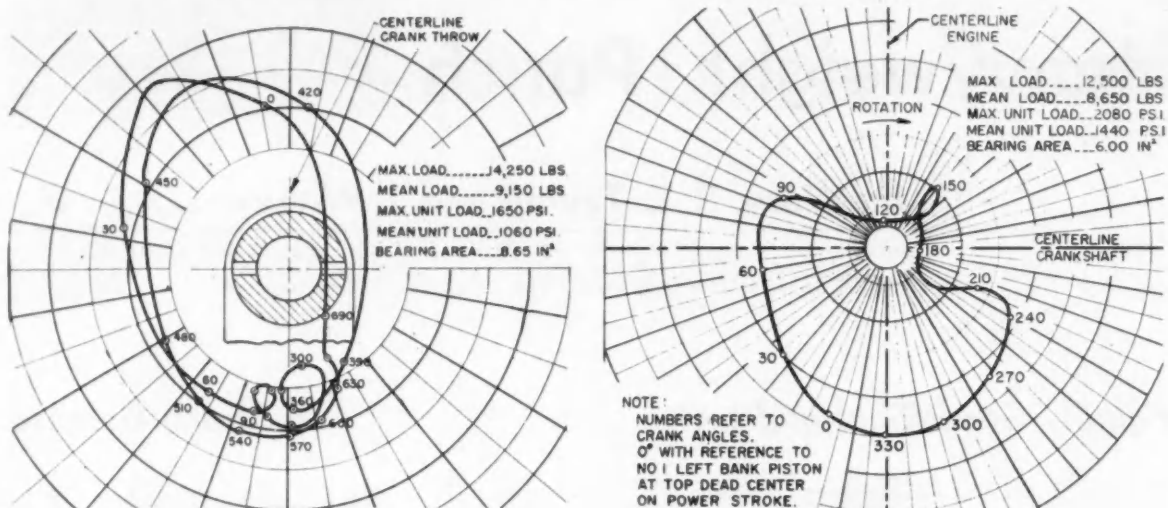 CENTERLINE
CRANK THROW
0
420
MAX. LOAD.......14,250 LBS.
MEAN LOAD.....9,150 LBS
MAX. UNIT LOAD..1650 PSI.
MEAN UNIT LOAD..1060 PSI.
BEARING AREA....8.65 IN²
450
30
690
480
300
390
630
60
360
510
90
600
540
570
CENTERLINE
ENGINE
MAX. LOAD.....12,500 LBS
MEAN LOAD....8,650 LBS
MAX. UNIT LOAD..2080 PSI.
MEAN UNIT LOAD..1440 PSI
BEARING AREA...6.00 IN²
ROTATION
90
150
120
180
CENTERLINE
CRANKSHAFT
60
210
240
30
270
0
300
330
NOTE:
NUMBERS REFER TO
CRANK ANGLES.
0° WITH REFERENCE TO
NO 1 LEFT BANK PISTON
AT TOP DEAD CENTER
ON POWER STROKE.